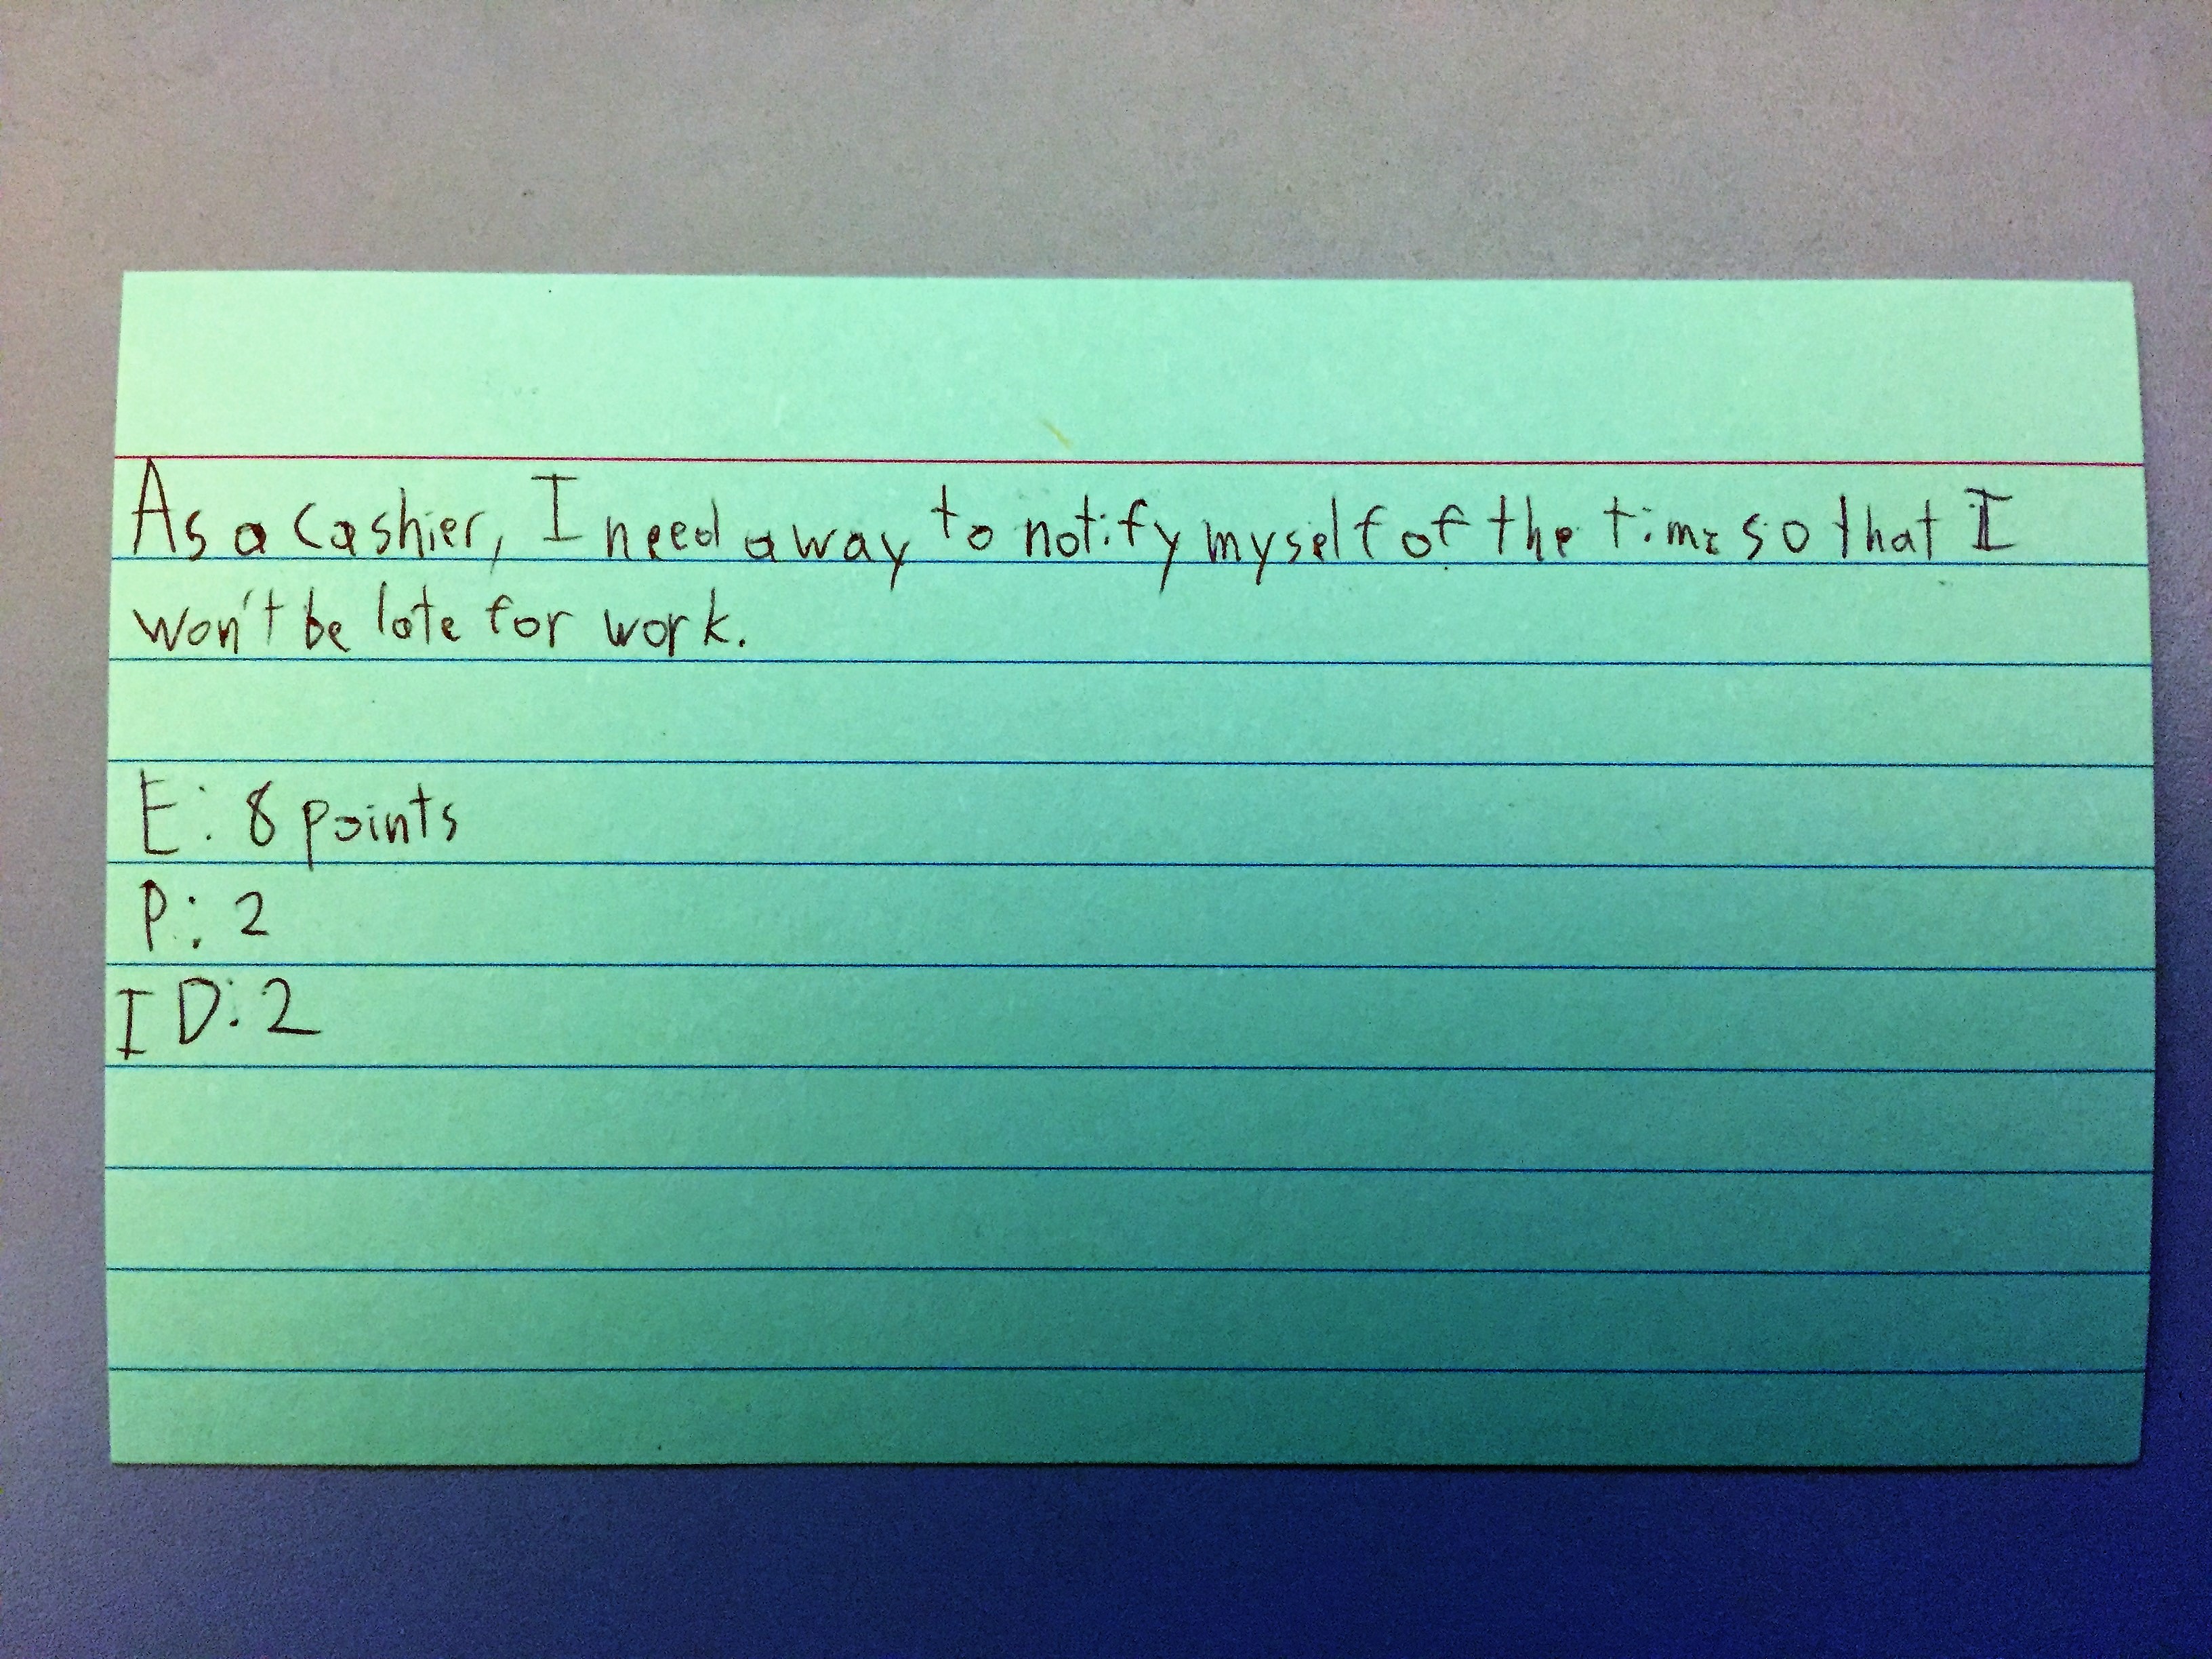 As a cashier, I need a way to notify myself of the time so that I
won't be late for work.
E: 8 points
P: 2
ID: 2